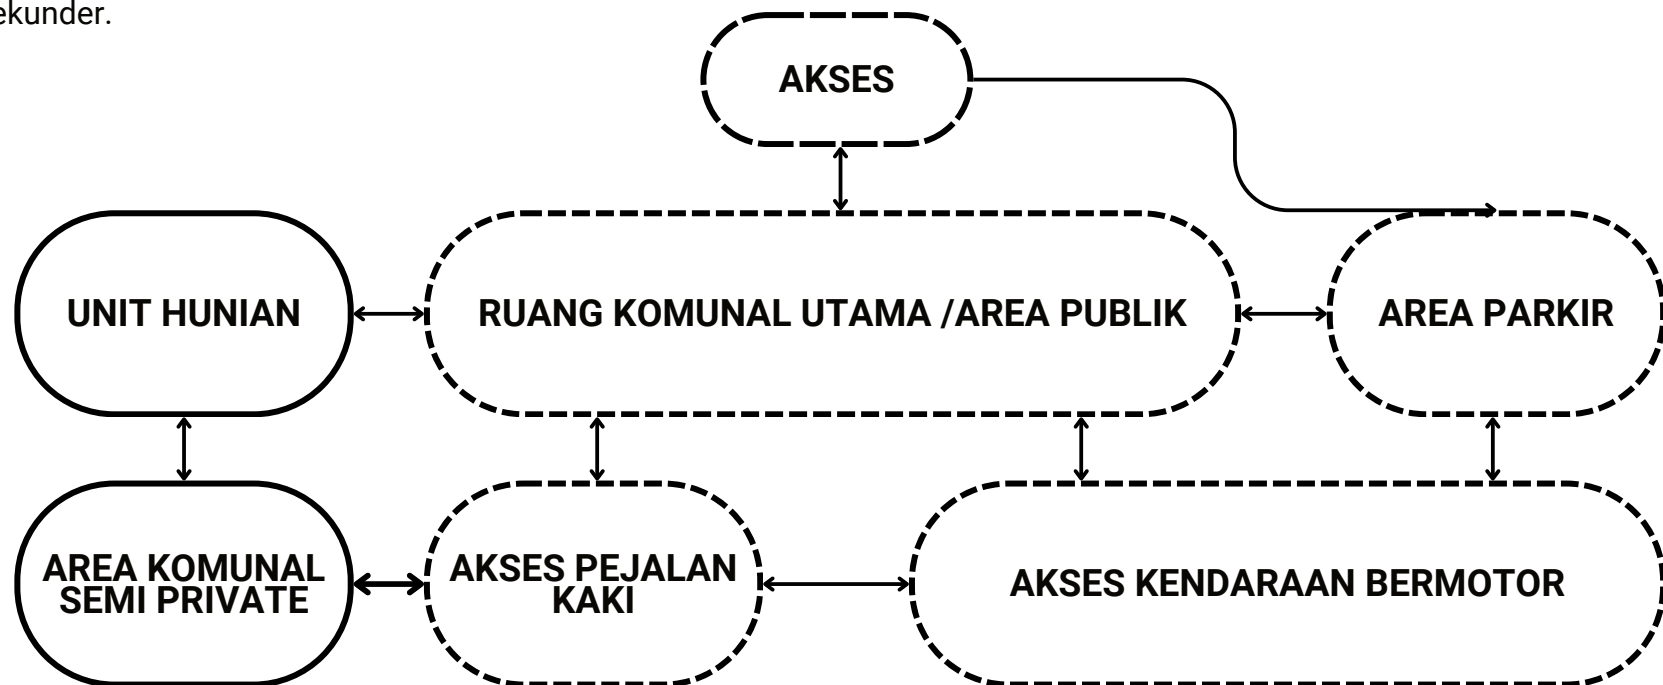 AKSES
UNIT HUNIAN
RUANG KOMUNAL UTAMA /AREA PUBLIK
AREA PARKIR
AREA KOMUNAL
SEMI PRIVATE
AKSES PEJALAN
KAKI
AKSES KENDARAAN BERMOTOR